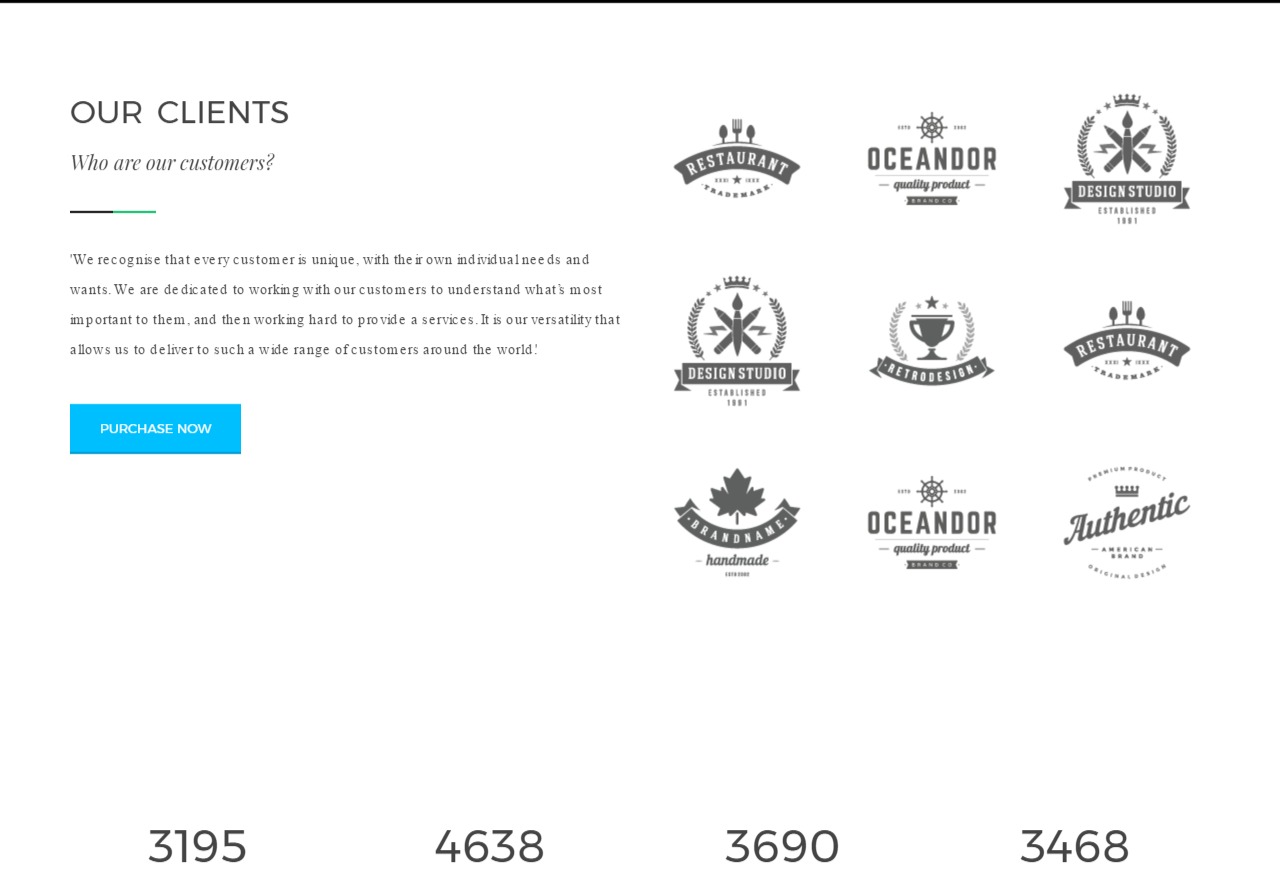 OUR CLIENTS
Who are our customers?
'We recognise that every customer is unique, with their own individual needs and
wants. We are dedicated to working with our customers to understand what's most
important to them, and then working hard to provide a services. It is our versatility that
allows us to deliver to such a wide range of customers around the world.'
PURCHASE NOW
RESTAURANT
TRADEMARK
ESTD 2002
OCEANDOR
quality product
BRAND CO
DESIGN STUDIO
ESTABLISHED
1981
DESIGN STUDIO
ESTABLISHED
1981
RETRODESIGN
RESTAURANT
TRADEMARK
BRANDNAME
handmade
ESTD 2002
ESTD 2002
OCEANDOR
quality product
BRAND CO
PREMIUM PRODUCT
Authentic
AMERICAN
BRAND
ORIGINAL DESIGN
3195 4638 3690 3468